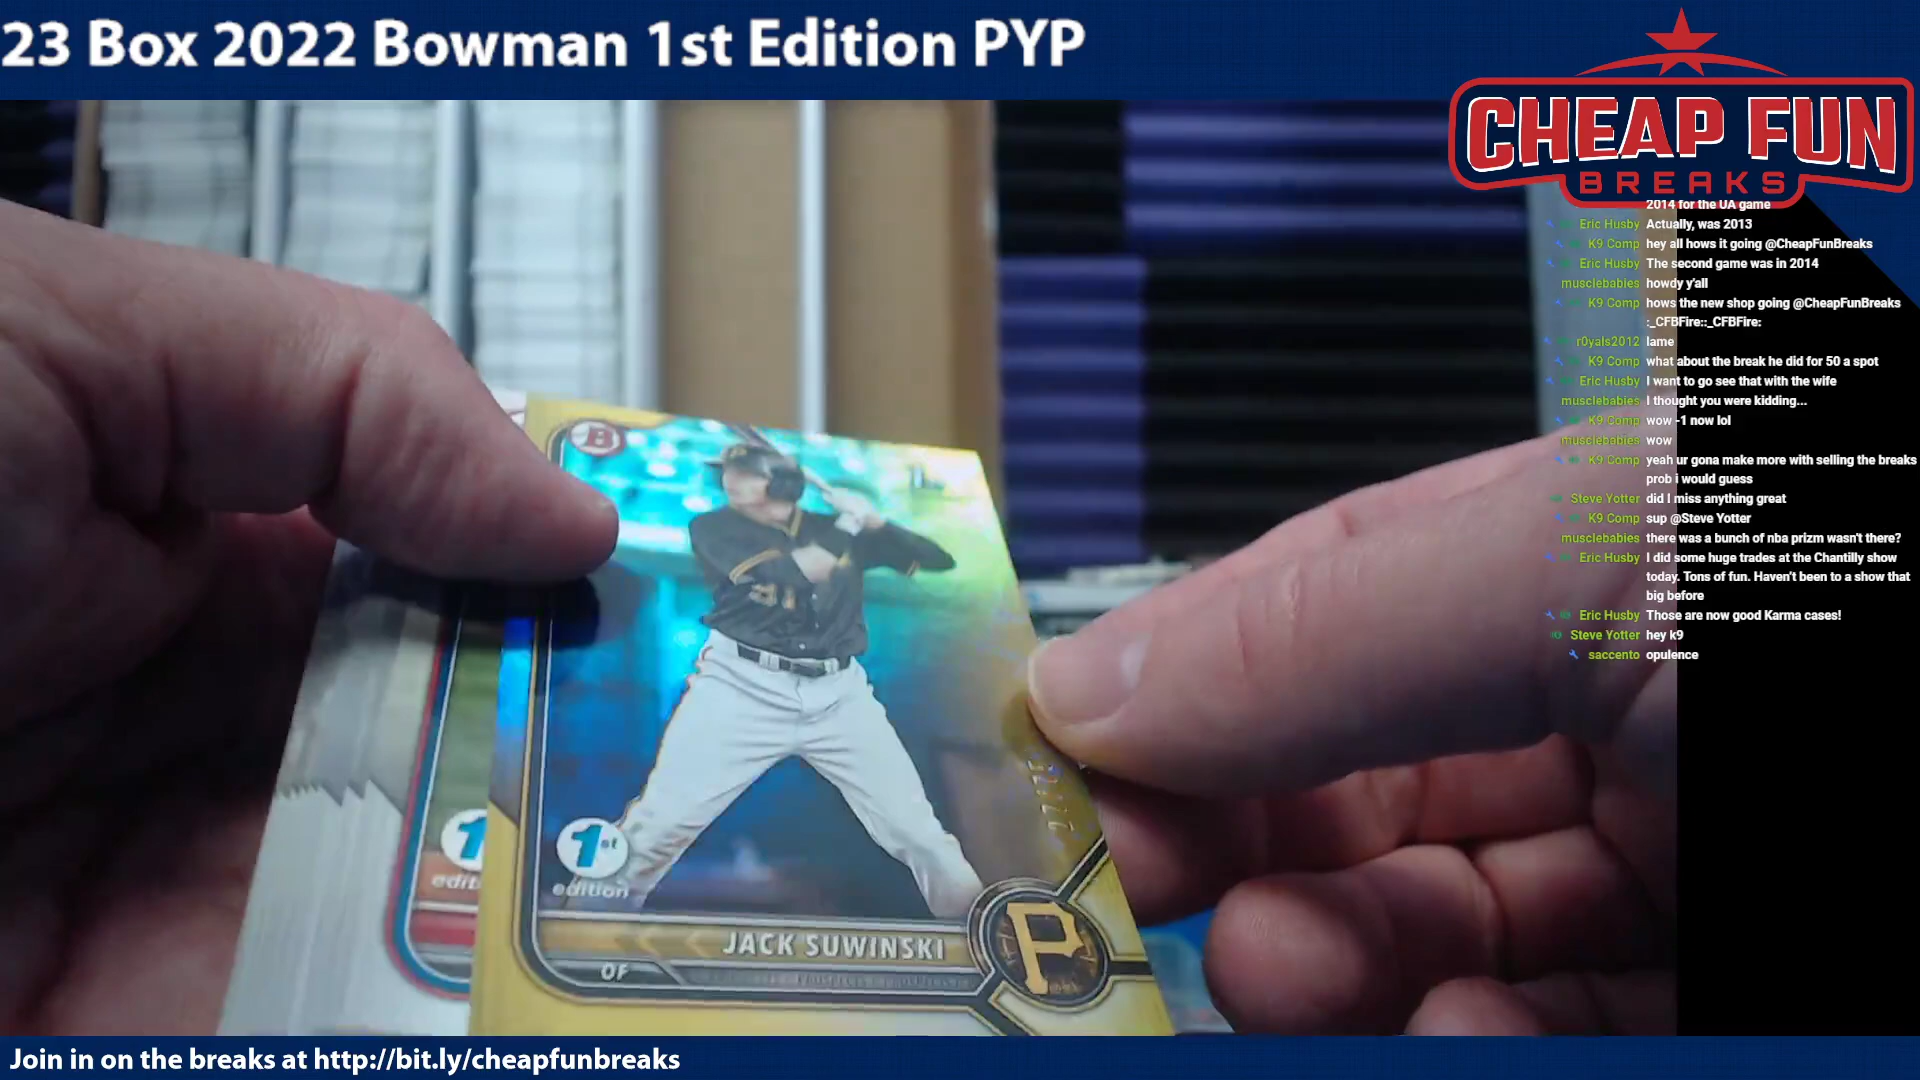 23 Box 2022 Bowman 1st Edition PYP
CHEAP FUN
BREAKS
2014 for the UA game
Eric Husby Actually, was 2013
K9 Comp hey all hows it going @CheapFunBreaks
Eric Husby The second game was in 2014
musclebabies howdy y'all
K9 Comp hows the new shop going @CheapFunBreaks
:_CFBFire::_CFBFire:
r0yals2012 lame
K9 Comp what about the break he did for 50 a spot
Eric Husby I want to go see that with the wife
musclebabies I thought you were kidding...
K9 Comp wow -1 now lol
musclebabies wow
K9 Comp yeah ur gona make more with selling the breaks
prob i would guess
Steve Yotter did I miss anything great
K9 Comp sup @Steve Yotter
musclebabies there was a bunch of nba prizm wasn't there?
Eric Husby I did some huge trades at the Chantilly show
today. Tons of fun. Haven't been to a show that
big before
Eric Husby Those are now good Karma cases!
Steve Yotter hey k9
saccento opulence
B
31
1st
edition
1
edit
JACK SUWINSKI
OF
P
Join in on the breaks at http://bit.ly/cheapfunbreaks